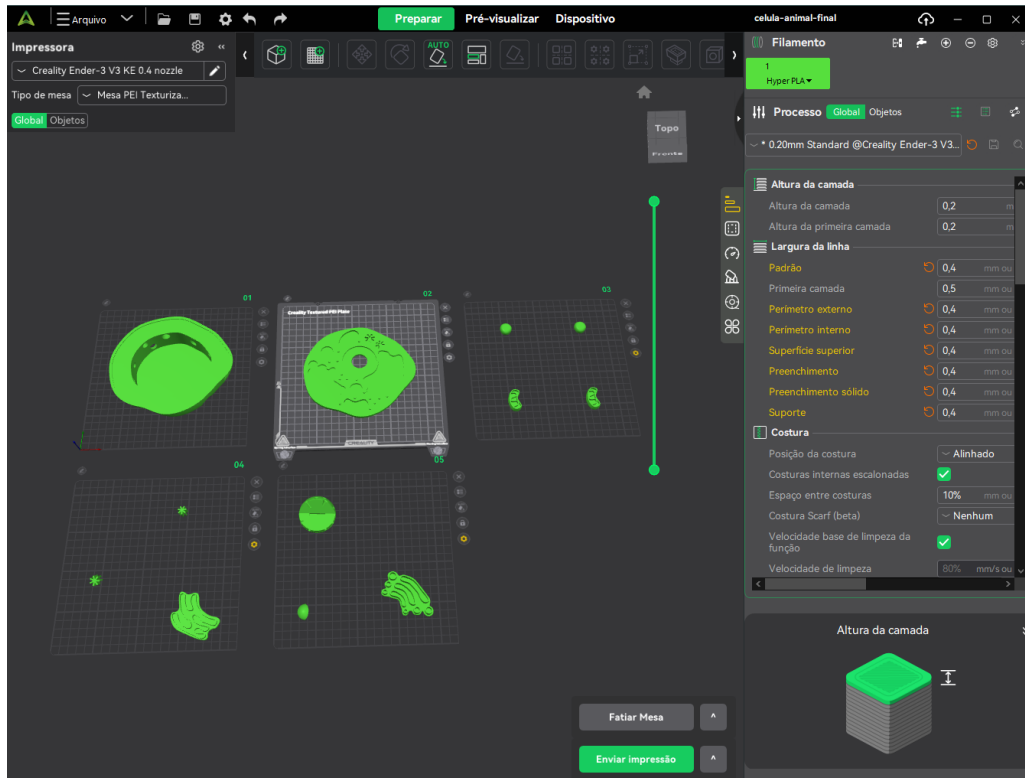 Arquivo
Preparar
Pré-visualizar
Dispositivo
celula-animal-final
Impressora
Creality Ender-3 V3 KE 0.4 nozzle
Tipo de mesa
Mesa PEI Texturiza...
Global
Objetos
AUTO
Topo
Frente
01
02
03
04
05
Creality Textured PEI Plate
CREALITY
Fatiar Mesa
Enviar impressão
Filamento
1
Hyper PLA
Processo
Global
Objetos
* 0.20mm Standard @Creality Ender-3 V3...
Altura da camada
Altura da camada 0,2 m
Altura da primeira camada 0,2 m
Largura da linha
Padrão 0,4 mm ou
Primeira camada 0,5 mm ou
Perímetro externo 0,4 mm ou
Perímetro interno 0,4 mm ou
Superfície superior 0,4 mm ou
Preenchimento 0,4 mm ou
Preenchimento sólido 0,4 mm ou
Suporte 0,4 mm ou
Costura
Posição da costura Alinhado
Costuras internas escalonadas
Espaço entre costuras 10% mm ou
Costura Scarf (beta) Nenhum
Velocidade base de limpeza da
função
Velocidade de limpeza 80% mm/s ou
Altura da camada